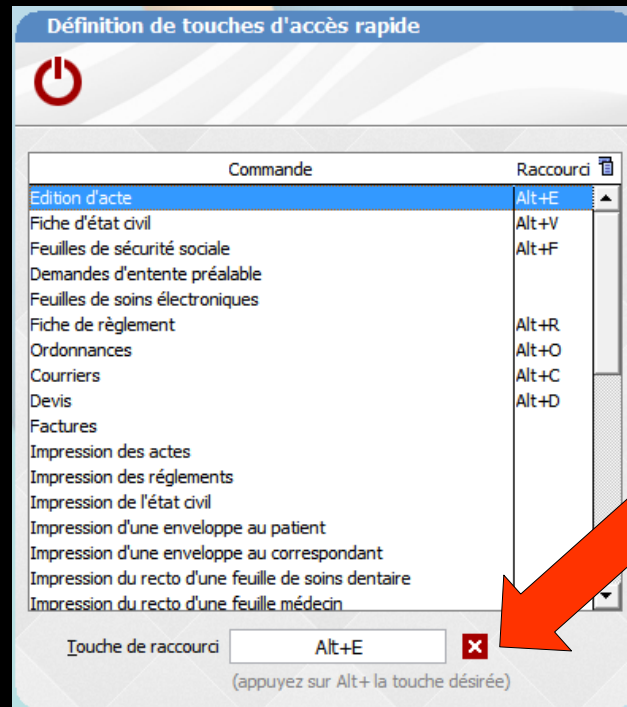 Définition de touches d'accès rapide
Commande Raccourci
Edition d'acte Alt+E
Fiche d'état civil Alt+V
Feuilles de sécurité sociale Alt+F
Demandes d'entente préalable
Feuilles de soins électroniques
Fiche de règlement Alt+R
Ordonnances Alt+O
Courriers Alt+C
Devis Alt+D
Factures
Impression des actes
Impression des réglements
Impression de l'état civil
Impression d'une enveloppe au patient
Impression d'une enveloppe au correspondant
Impression du recto d'une feuille de soins dentaire
Impression du recto d'une feuille médecin
Touche de raccourci Alt+E
(appuyez sur Alt+ la touche désirée)